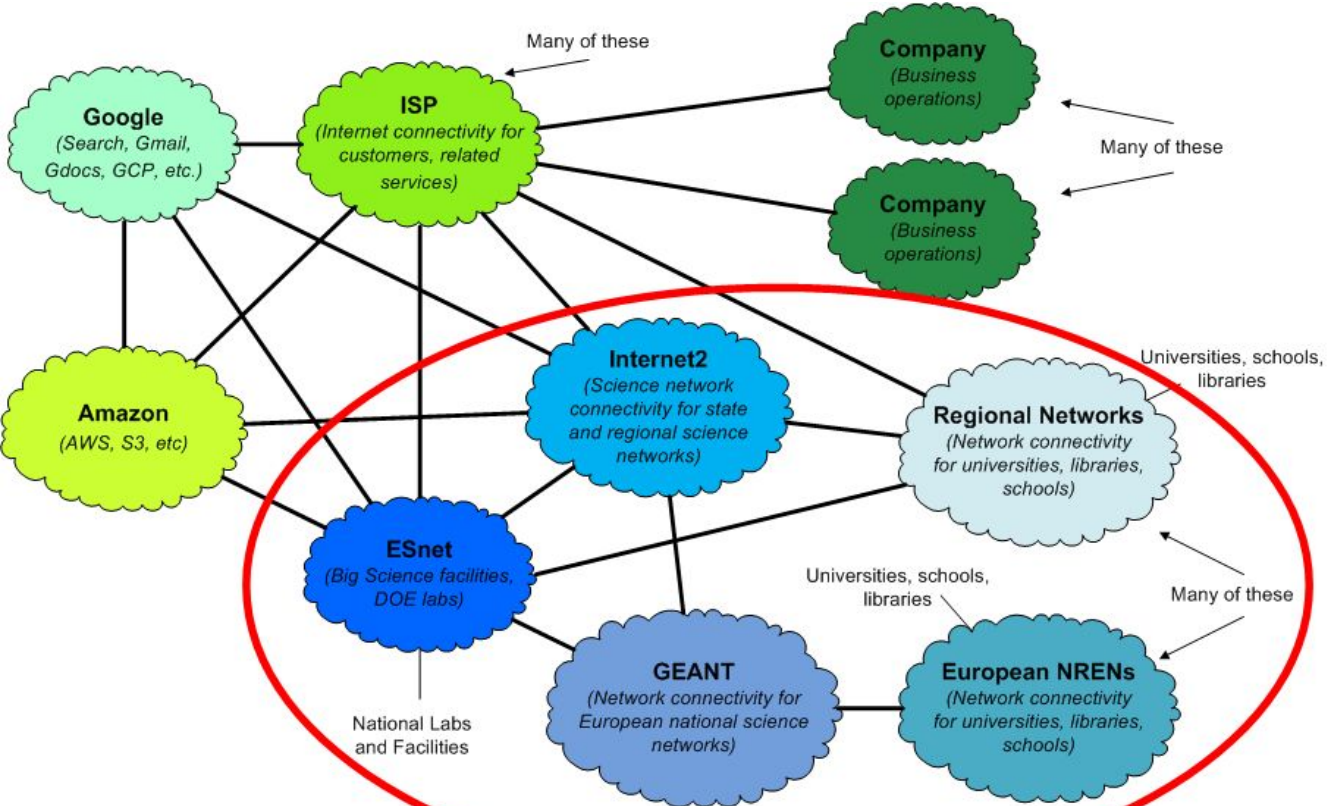 Many of these
Company
(Business
operations)
Google
(Search, Gmail,
Gdocs, GCP, etc.)
ISP
(Internet connectivity for
customers, related
services)
Many of these
Company
(Business
operations)
Internet2
(Science network
connectivity for state
and regional science
networks)
Universities, schools,
libraries
Amazon
(AWS, S3, etc)
Regional Networks
(Network connectivity
for universities, libraries,
schools)
ESnet
(Big Science facilities,
DOE labs)
Universities, schools,
libraries
Many of these
GEANT
(Network connectivity for
European national science
networks)
European NRENs
(Network connectivity
for universities, libraries,
schools)
National Labs
and Facilities